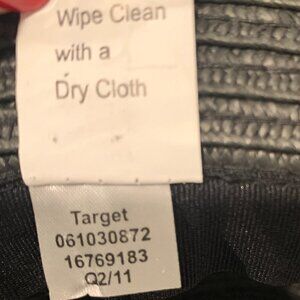 Wipe Clean
with a
Dry Cloth
Target
061030872
16769183
Q2/11